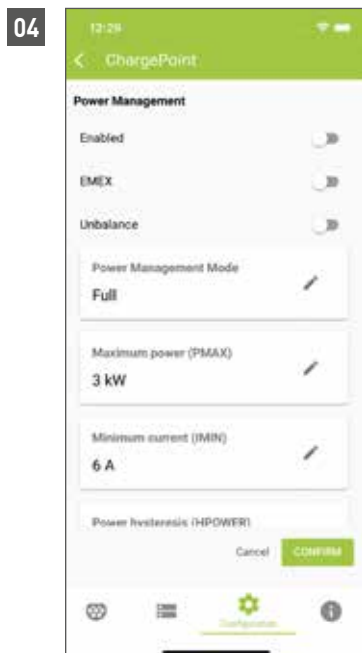 04
12:29
ChargePoint
Power Management
Enabled
EMEX
Unbalance
Power Management Mode
Full
Maximum power (PMAX)
3 kW
Minimum current (IMIN)
6 A
Power hysteresis (HPOWER)
Cancel CONFIRM
Configuration